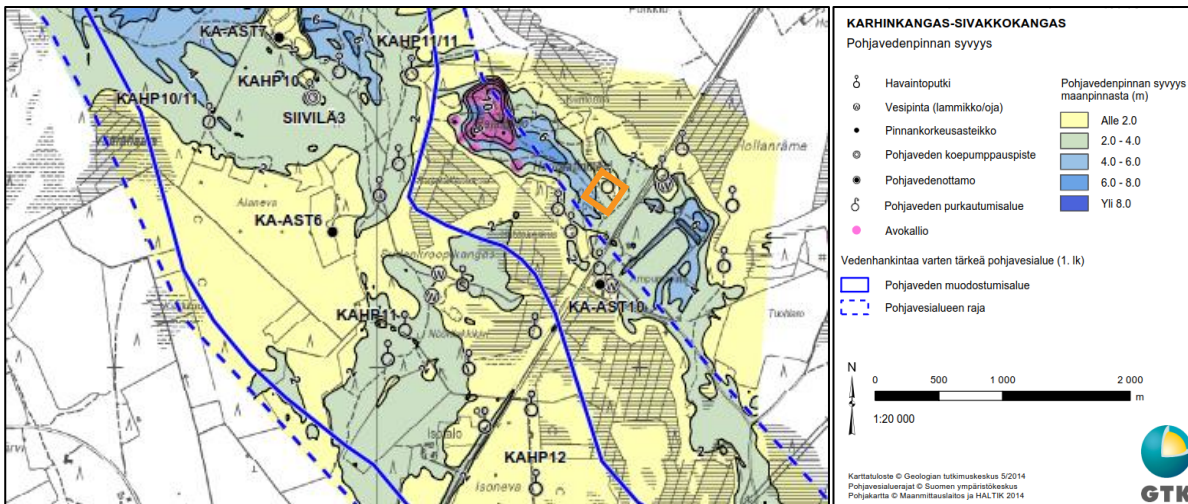 KA-AST7
KAHP11/11
KAHP10
KAHP10/11
SIIVILÄ3
Alaneva
KA-AST6
KA-AST10
KAHP11
Tuohisto
Isotalo
KAHP12
Isoneva
KARHINKANGAS-SIVAKKOKANGAS
Pohjavedenpinnan syvyys
Havaintoputki
Vesipinta (lammikko/oja)
Pinnankorkeusasteikko
Pohjaveden koepumppauspiste
Pohjavedenottamo
Pohjaveden purkautumisalue
Avokallio
Pohjavedenpinnan syvyys
maanpinnasta (m)
Alle 2.0
2.0 - 4.0
4.0 - 6.0
6.0 - 8.0
Yli 8.0
Vedenhankintaa varten tärkeä pohjavesialue (1. lk)
Pohjaveden muodostumisalue
Pohjavesialueen raja
N
0 500 1 000 2 000
m
1:20 000
Karttatuloste © Geologian tutkimuskeskus 5/2014
Pohjavesialuerajat © Suomen ympäristökeskus
Pohjakartta © Maanmittauslaitos ja HALTIK 2014
GTK